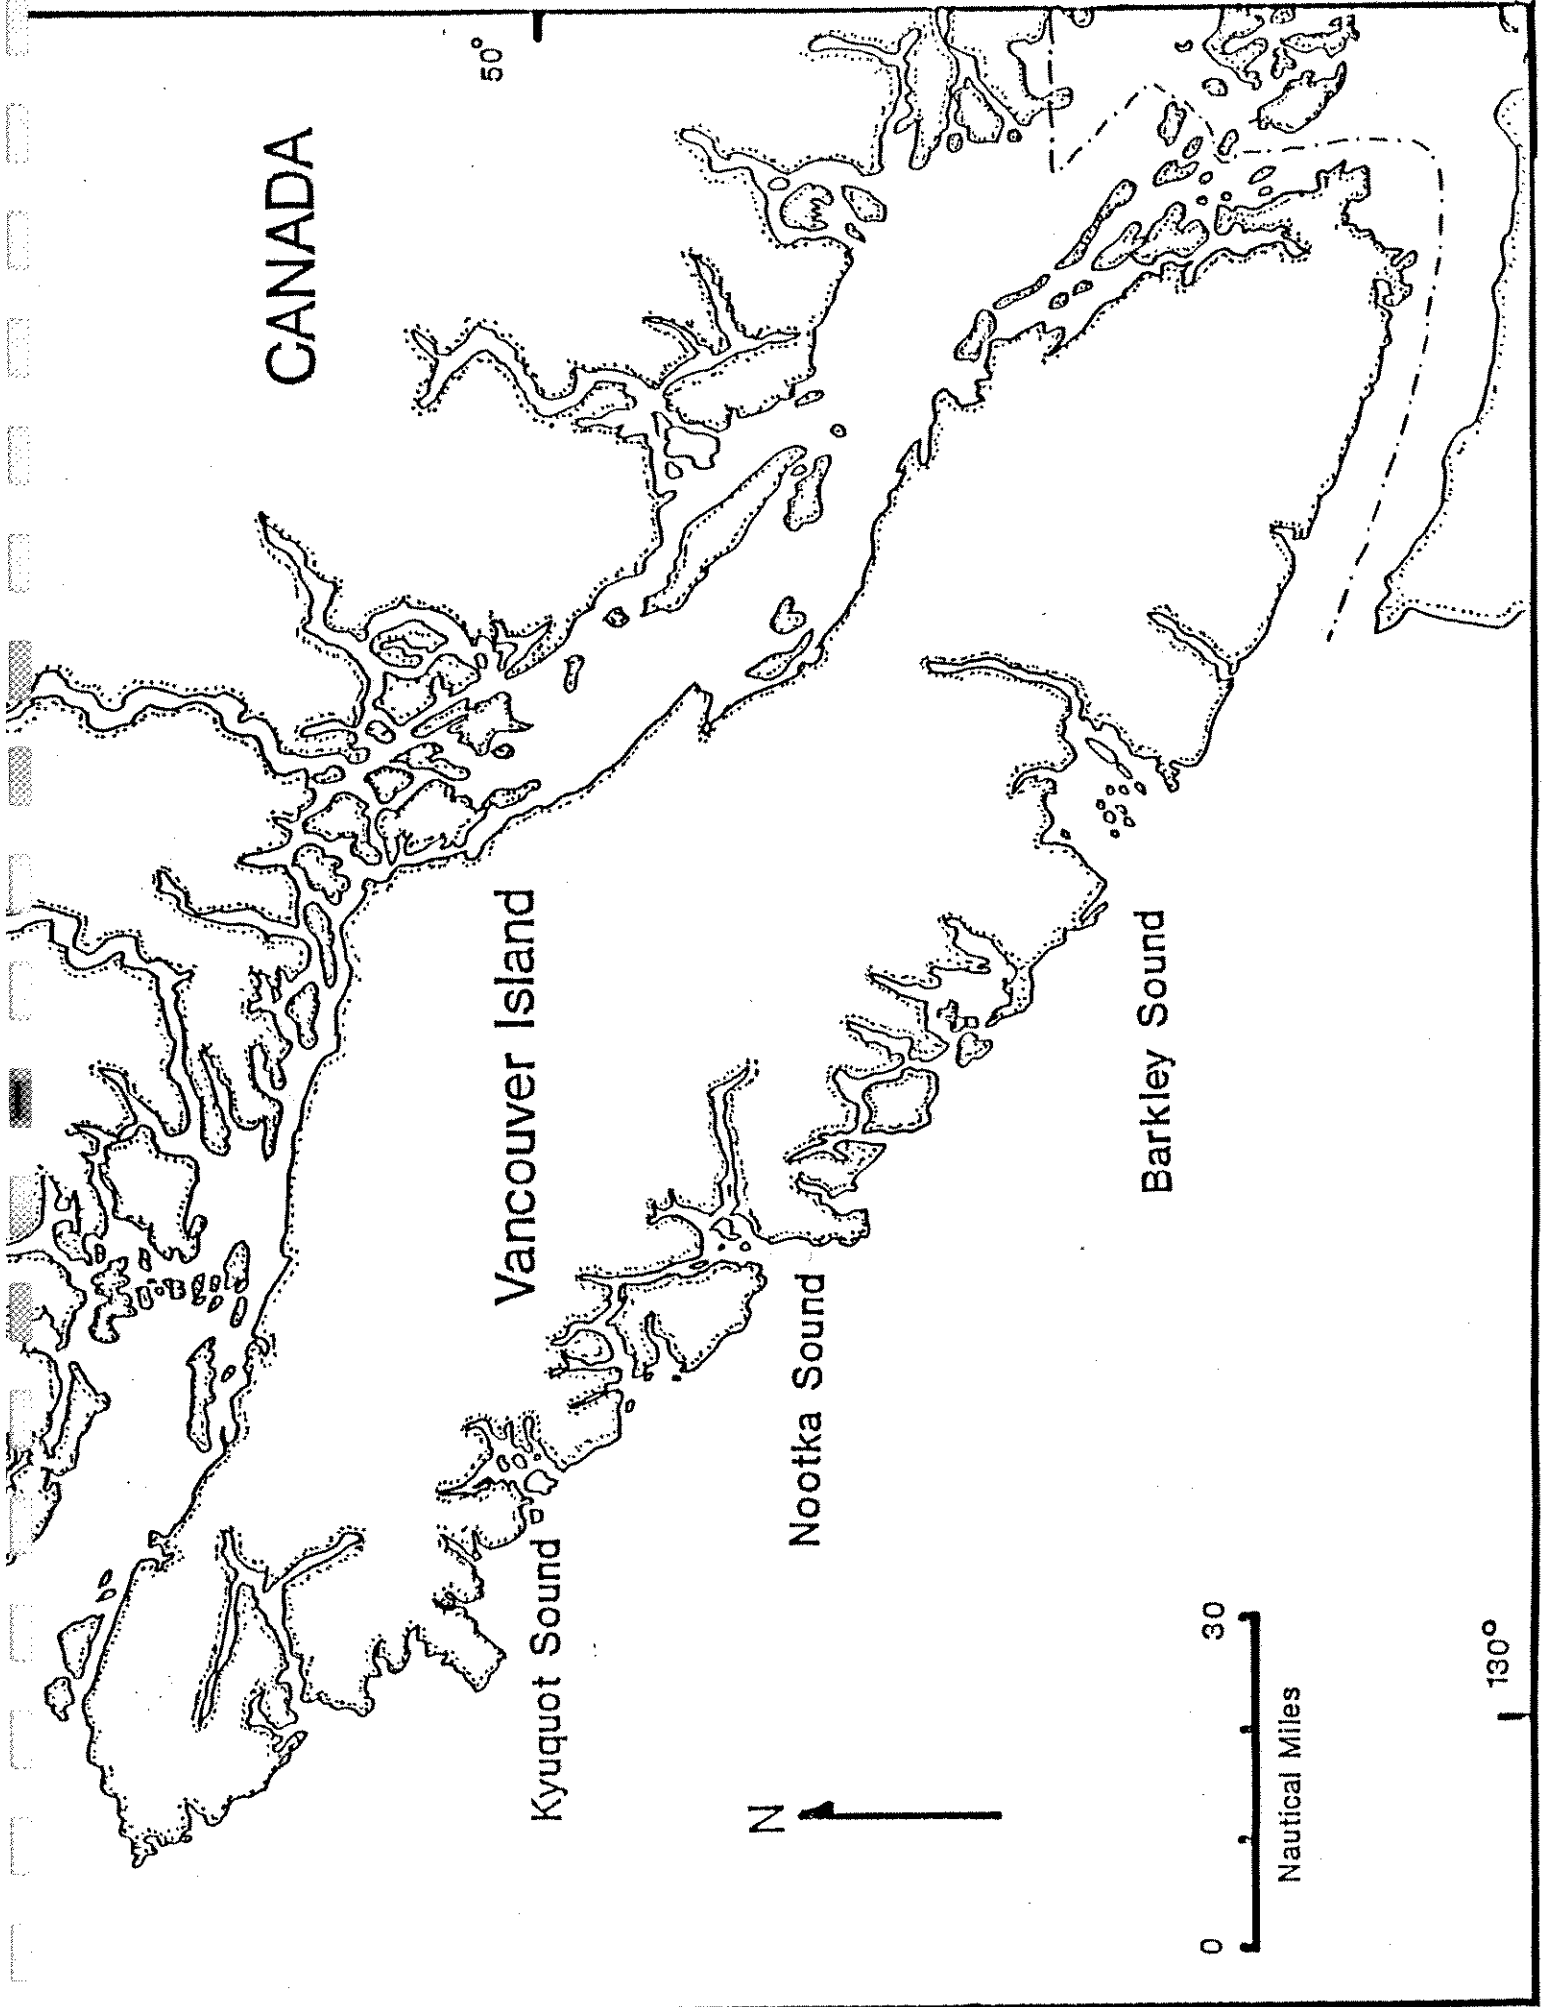 CANADA
50°
Vancouver Island
Kyuquot Sound
Nootka Sound
Barkley Sound
N
0 30
Nautical Miles
130°